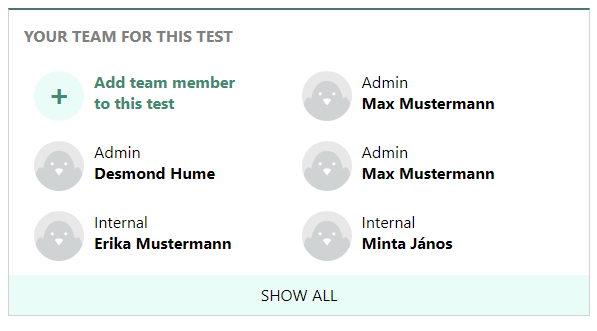 YOUR TEAM FOR THIS TEST
+
Add team member
to this test
Admin
Max Mustermann
Admin
Desmond Hume
Admin
Max Mustermann
Internal
Erika Mustermann
Internal
Minta János
SHOW ALL